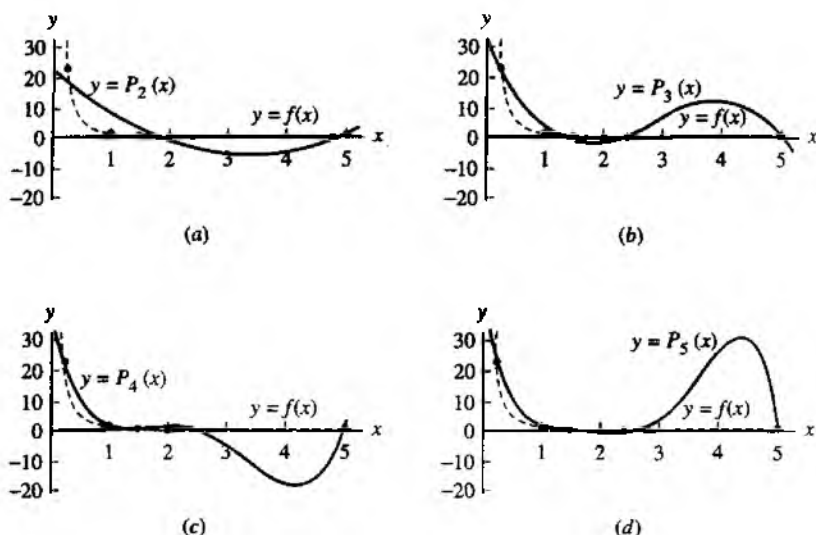 y
30
20
10
0
-10
-20
y = P₂(x)
y = f(x)
x
1 2 3 4 5
(a)
y
30
20
10
0
-10
-20
y = P₃(x)
y = f(x)
x
1 2 3 4 5
(b)
y
30
20
10
0
-10
-20
y = P₄(x)
y = f(x)
x
1 2 3 4 5
(c)
y
30
20
10
0
-10
-20
y = P₅(x)
y = f(x)
x
1 2 3 4 5
(d)